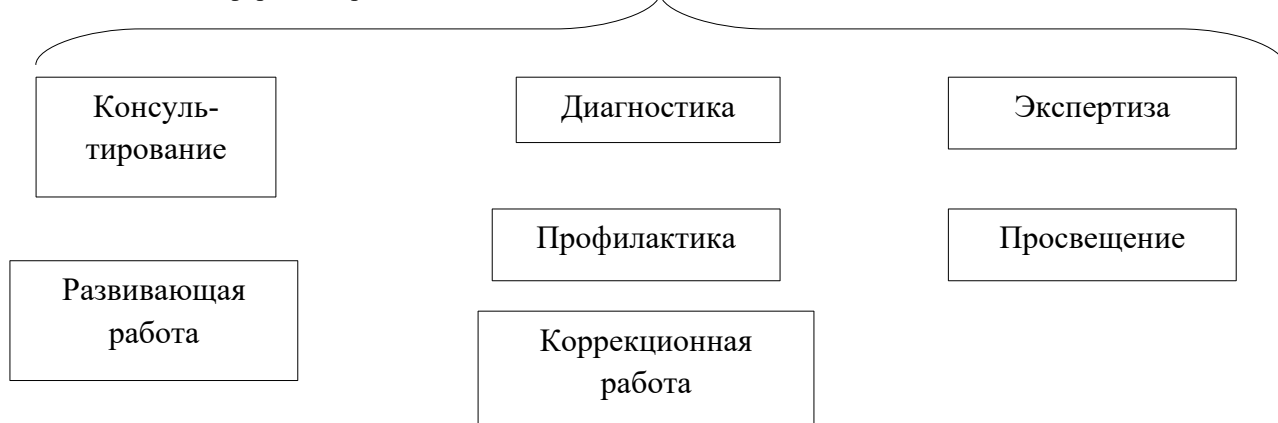 Консуль-
тирование
Диагностика
Экспертиза
Профилактика
Просвещение
Развивающая
работа
Коррекционная
работа